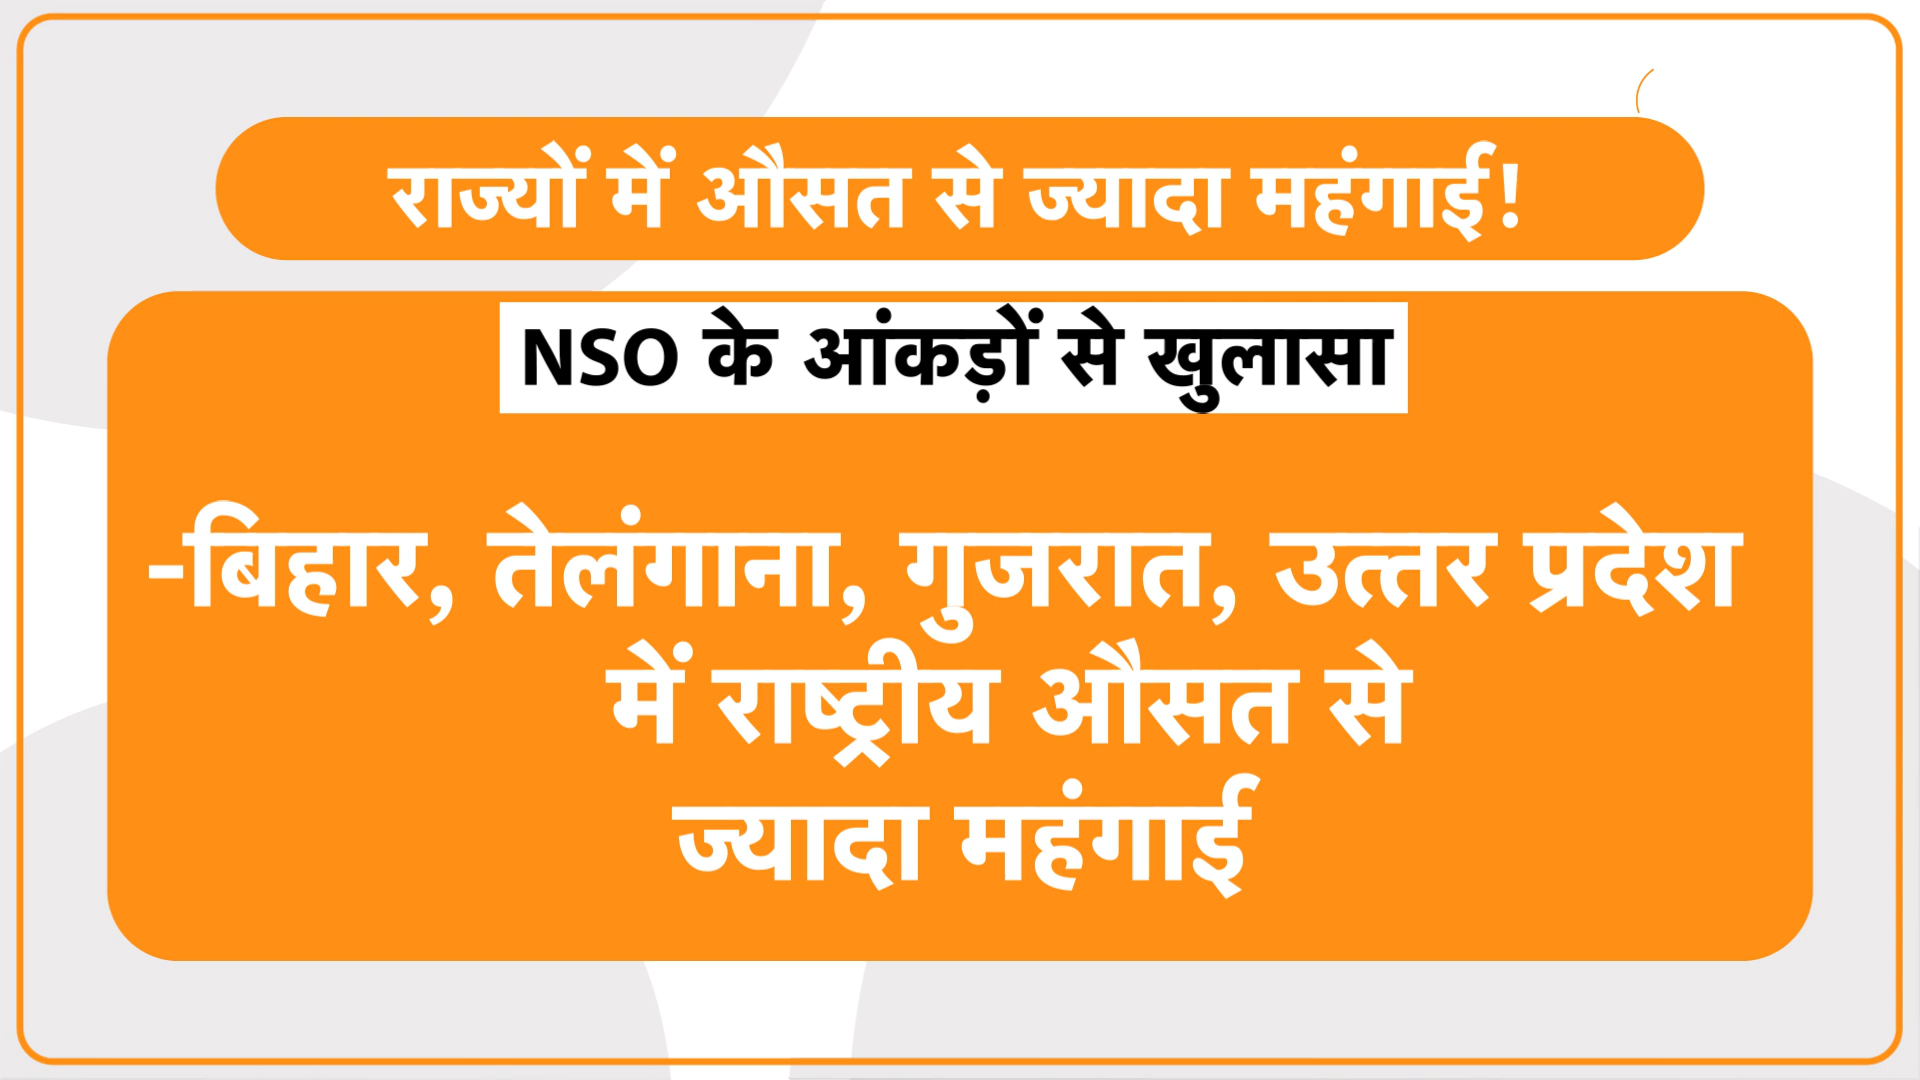 राज्यों में औसत से ज्यादा महंगाई!
NSO के आंकड़ों से खुलासा
-बिहार, तेलंगाना, गुजरात, उत्तर प्रदेश
में राष्ट्रीय औसत से
ज्यादा महंगाई